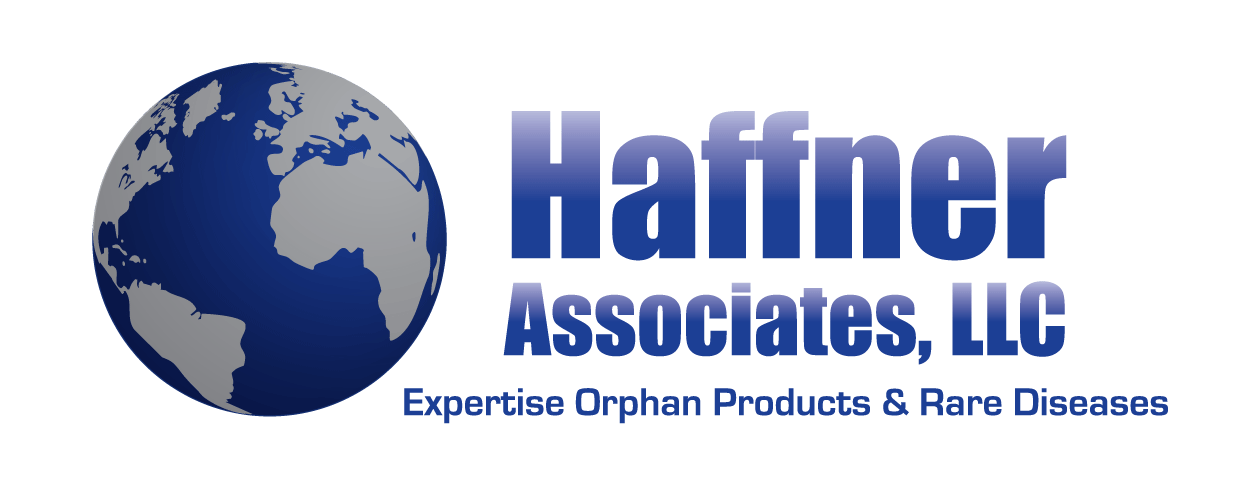 Haffner
Associates, LLC
Expertise Orphan Products & Rare Diseases